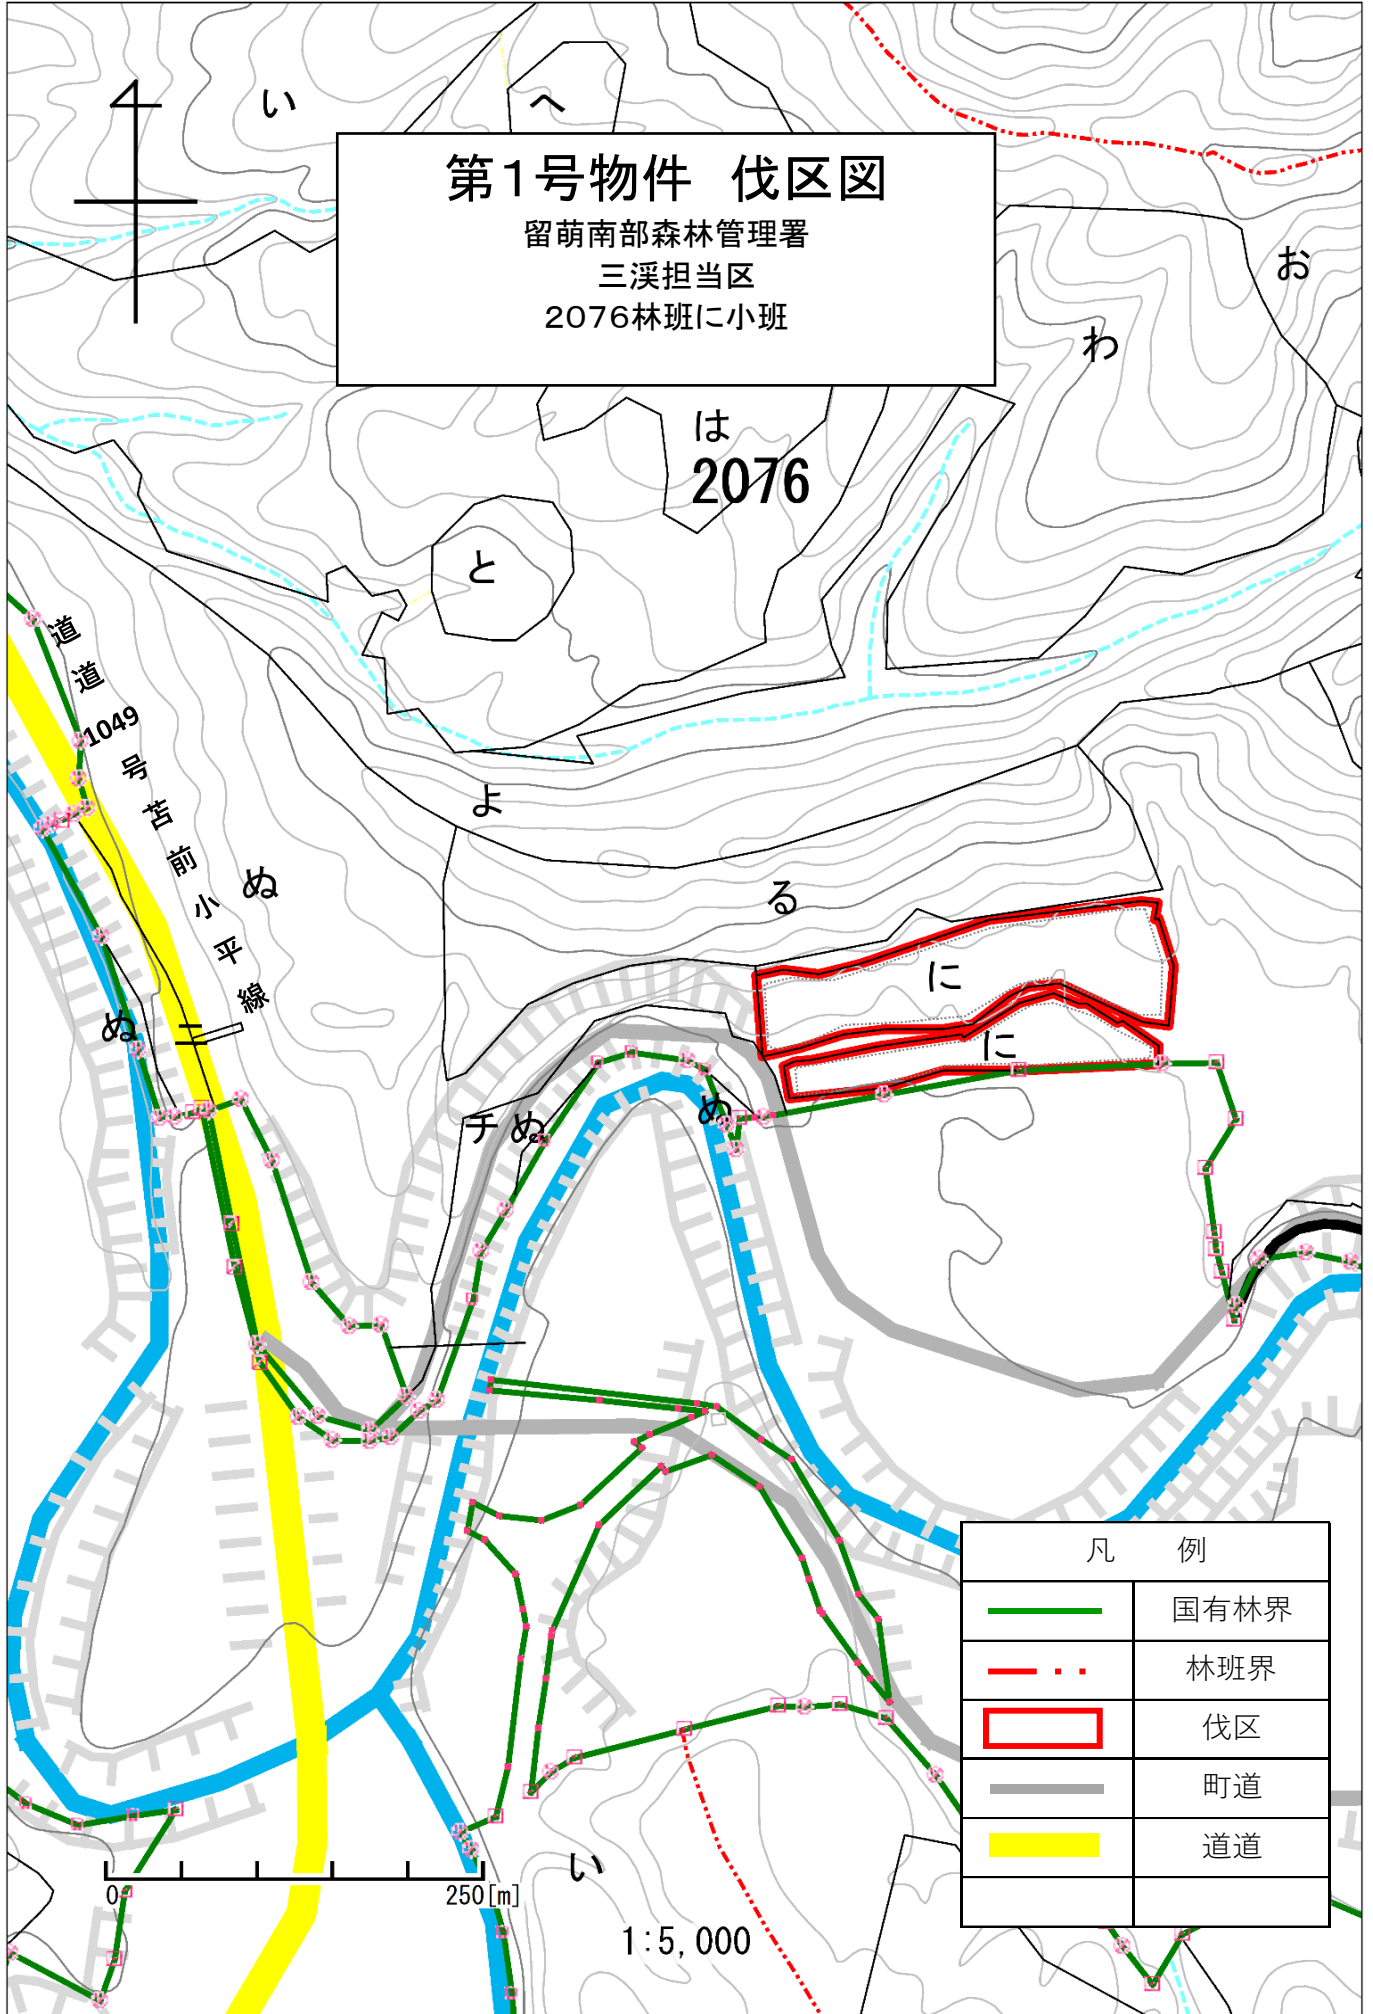 い
へ
第1号物件 伐区図
留萌南部森林管理署
三渓担当区
2076林班に小班
お
わ
は
2076
と
道道1049号苫前小平線
よ
ぬ
る
に
ぬ
ニ
に
チ
ぬ
ぬ
凡 例
国有林界
林班界
伐区
町道
道道
い
0
250[m]
1:5,000